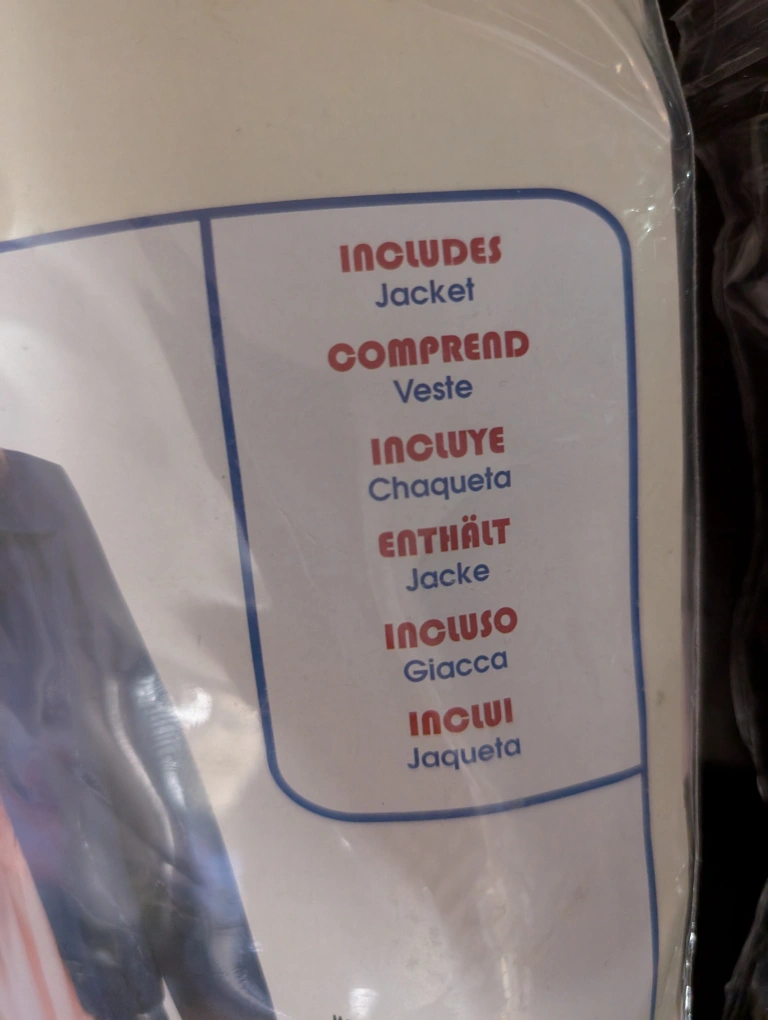 INCLUDES
Jacket
COMPREND
Veste
INCLUYE
Chaqueta
ENTHÄLT
Jacke
INCLUSO
Giacca
INCLUI
Jaqueta